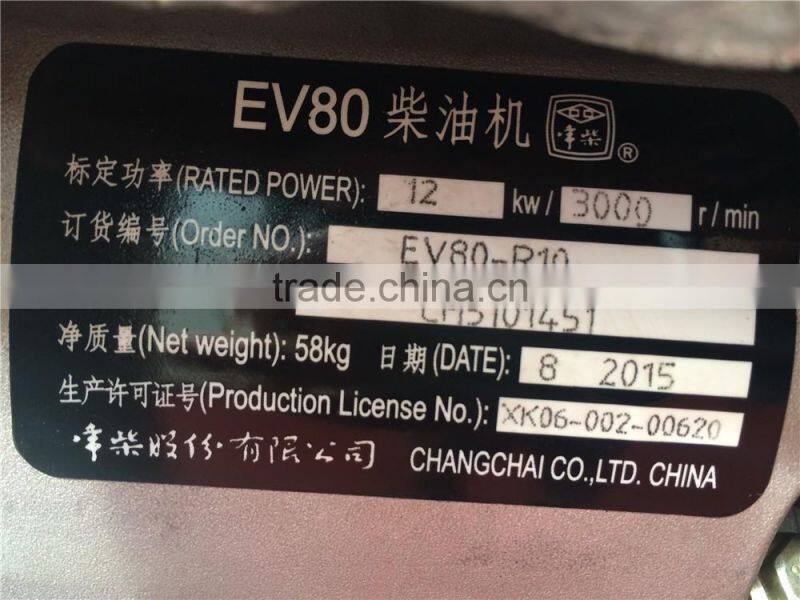 EV80 柴油机 常柴 ®
标定功率(RATED POWER): 12 kw/ 3000 r/min
订货编号(Order NO.): EV80-R10
trade.china.cn
净质量(Net weight): 58kg 日期(DATE): 8 2015
生产许可证号(Production License No.): XK06-002-00620
常柴股份有限公司 CHANGCHAI CO.,LTD. CHINA